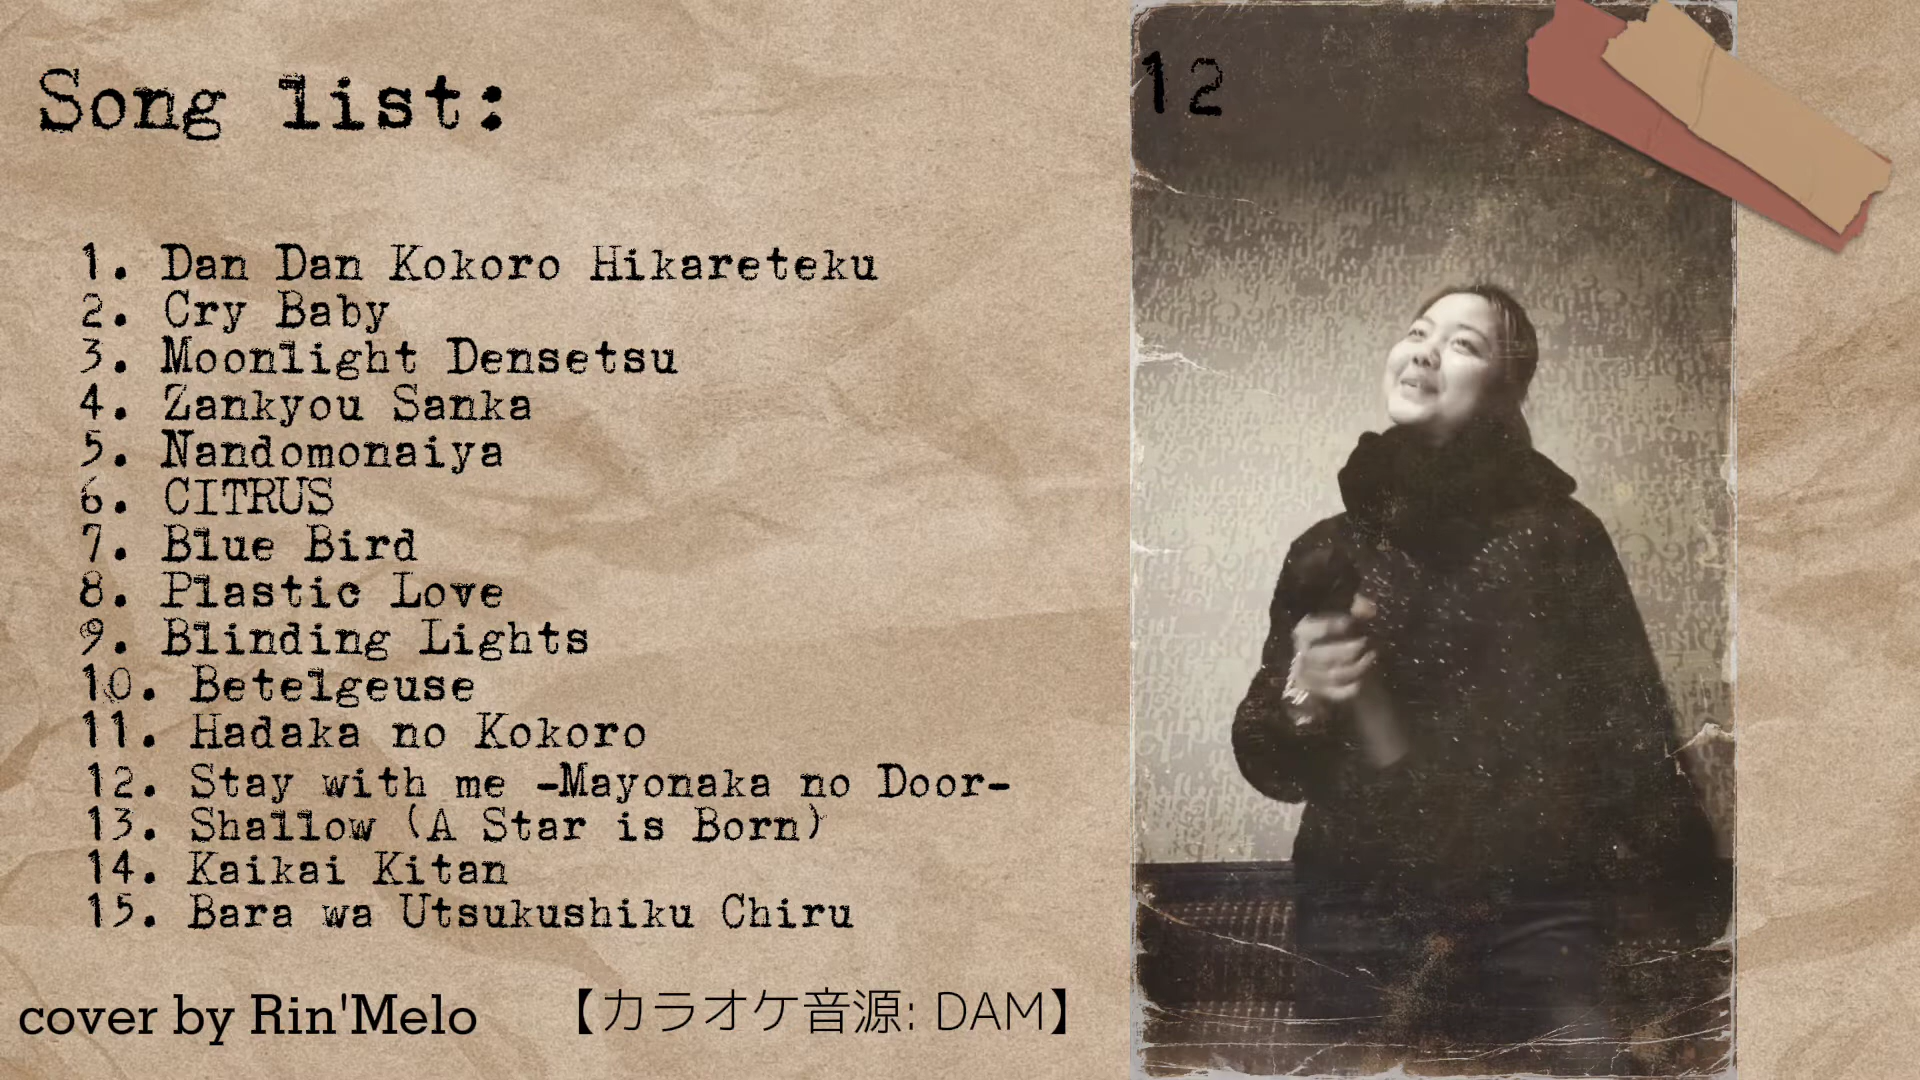 Song list:
1. Dan Dan Kokoro Hikareteku
2. Cry Baby
3. Moonlight Densetsu
4. Zankyou Sanka
5. Nandomonaiya
6. CITRUS
7. Blue Bird
8. Plastic Love
9. Blinding Lights
10. Betelgeuse
11. Hadaka no Kokoro
12. Stay with me -Mayonaka no Door-
13. Shallow (A Star is Born)
14. Kaikai Kitan
15. Bara wa Utsukushiku Chiru
cover by Rin'Melo
【カラオケ音源: DAM】
12